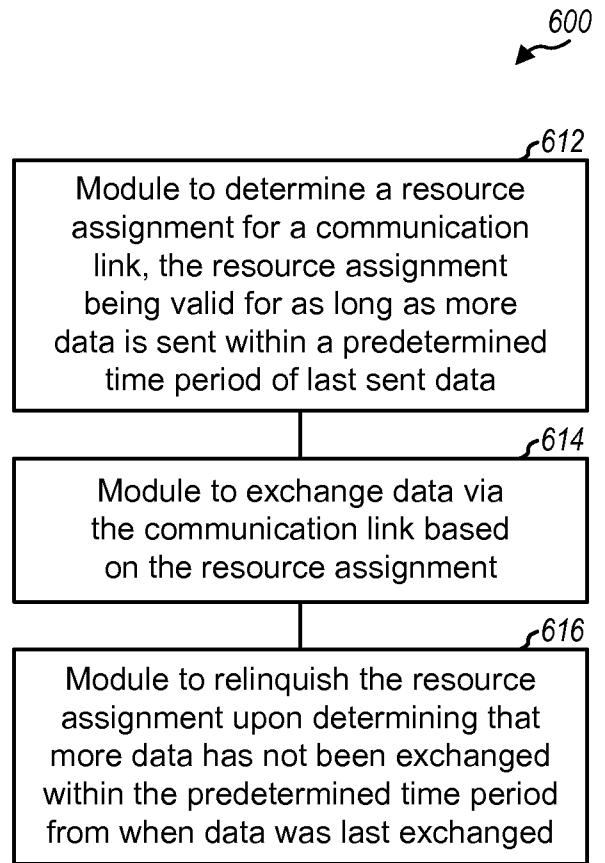 600
612
Module to determine a resource
assignment for a communication
link, the resource assignment
being valid for as long as more
data is sent within a predetermined
time period of last sent data
614
Module to exchange data via
the communication link based
on the resource assignment
616
Module to relinquish the resource
assignment upon determining that
more data has not been exchanged
within the predetermined time period
from when data was last exchanged